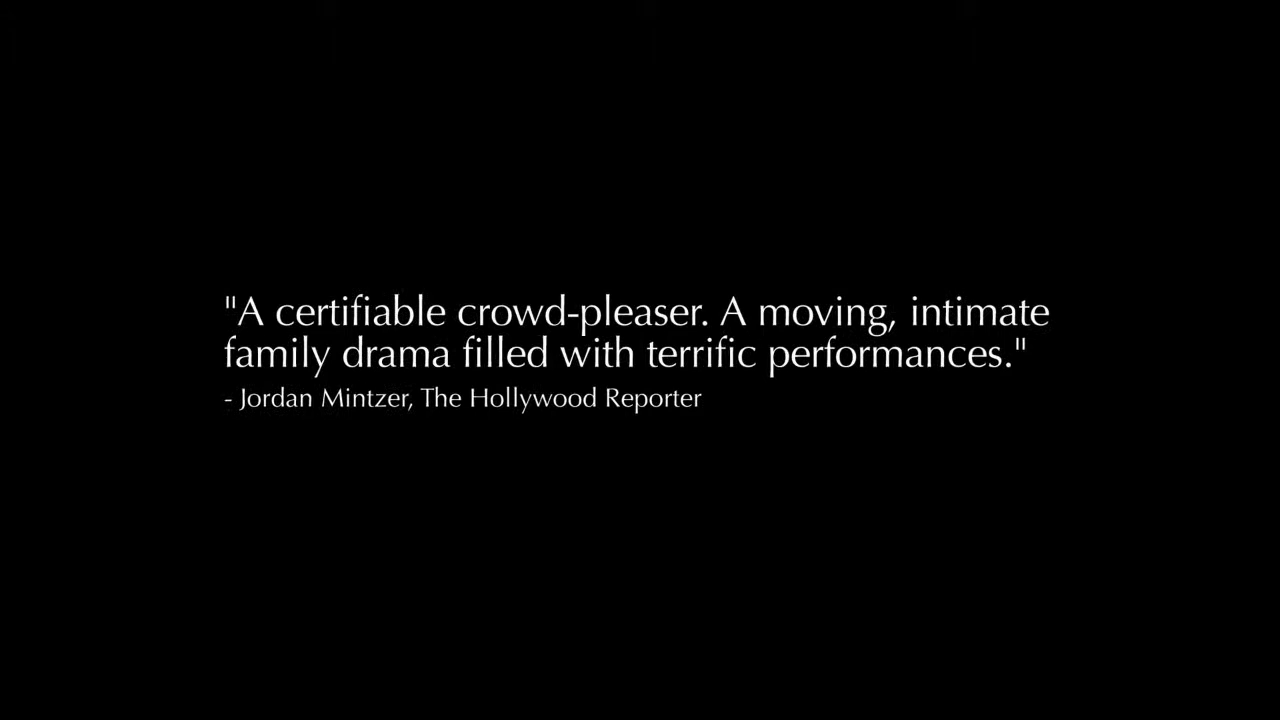 "A certifiable crowd-pleaser. A moving, intimate
family drama filled with terrific performances."
- Jordan Mintzer, The Hollywood Reporter